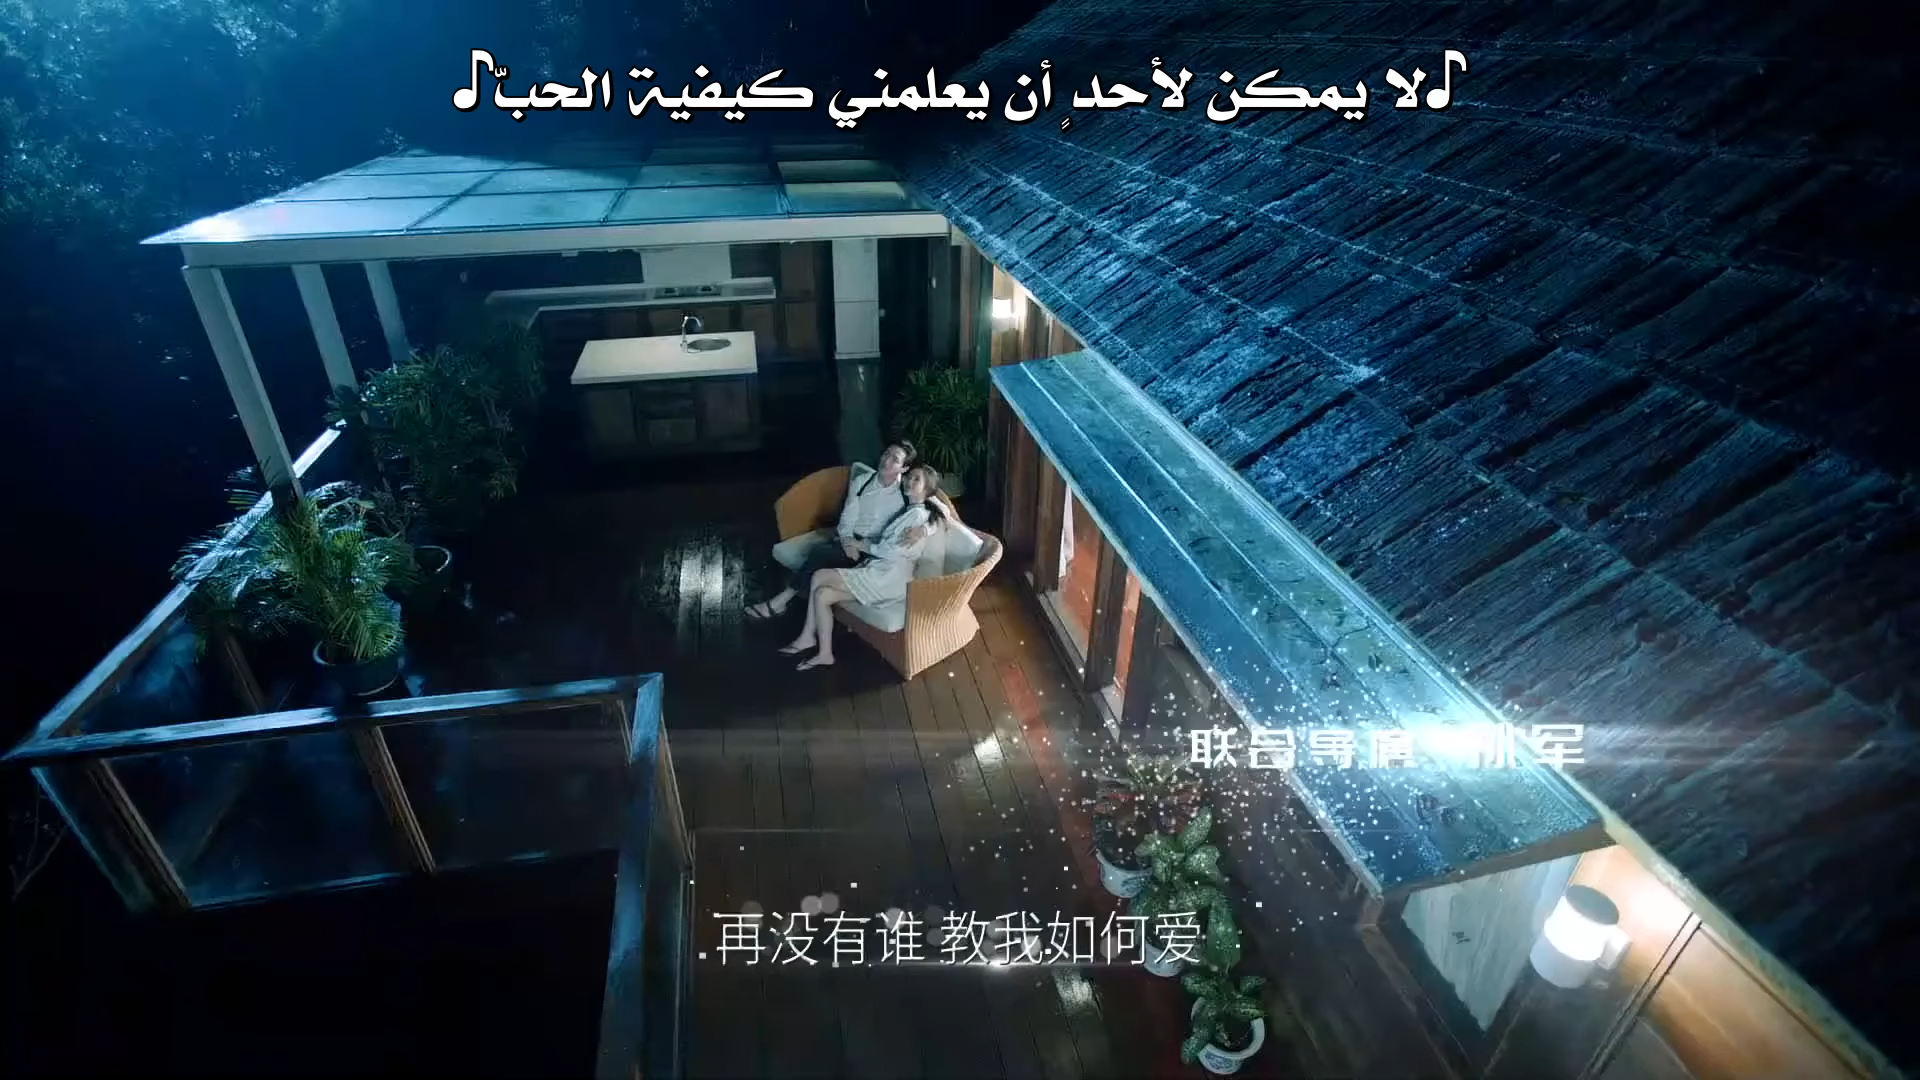 ♪لا يمكن لأحدٍ أن يعلمني كيفية الحبّ♪
联合导演 军
再没有谁 教我如何爱